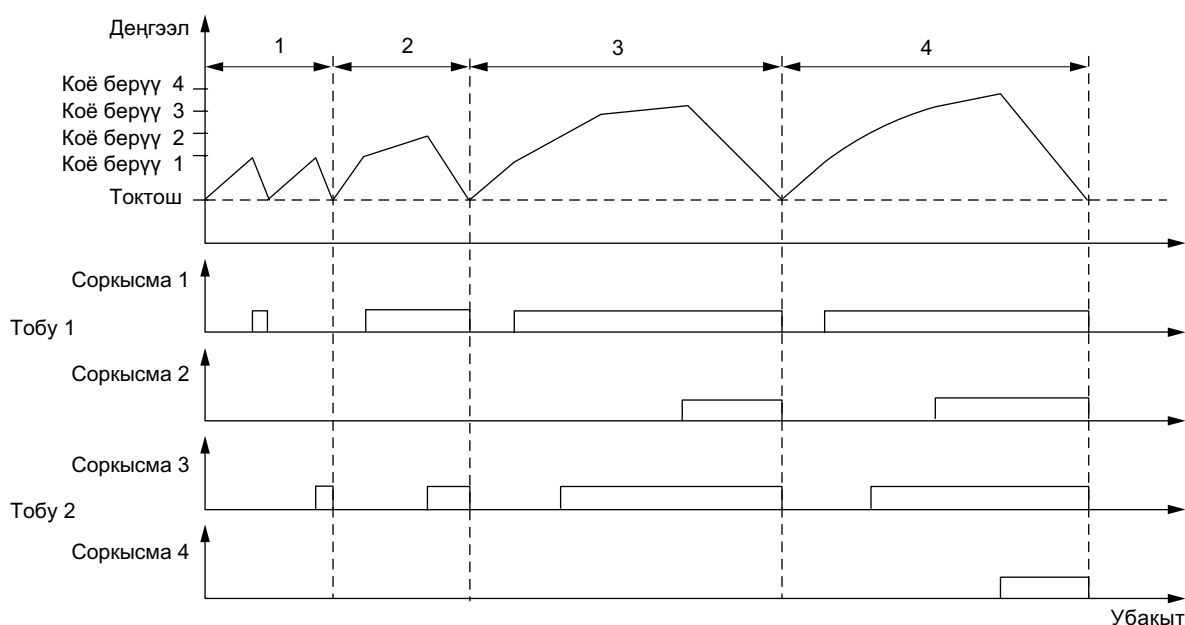 Деңгээл
1
2
3
4
Коё берүү 4
Коё берүү 3
Коё берүү 2
Коё берүү 1
Токтош
Соркысма 1
Тобу 1
Соркысма 2
Соркысма 3
Тобу 2
Соркысма 4
Убакыт